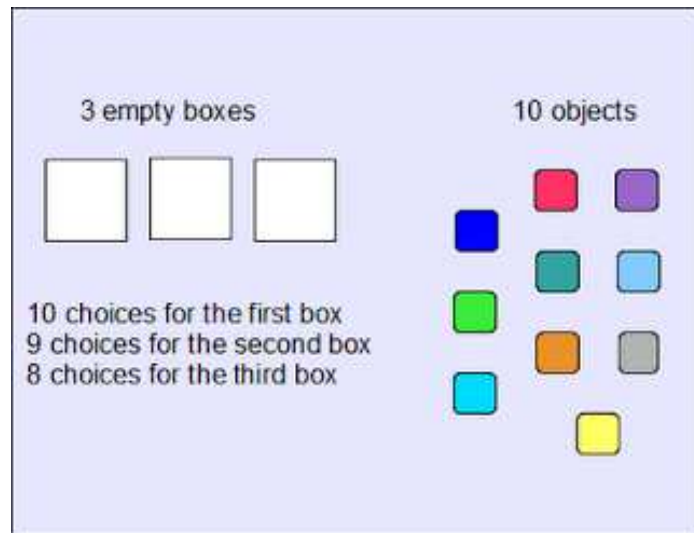 3 empty boxes
10 objects
10 choices for the first box
9 choices for the second box
8 choices for the third box